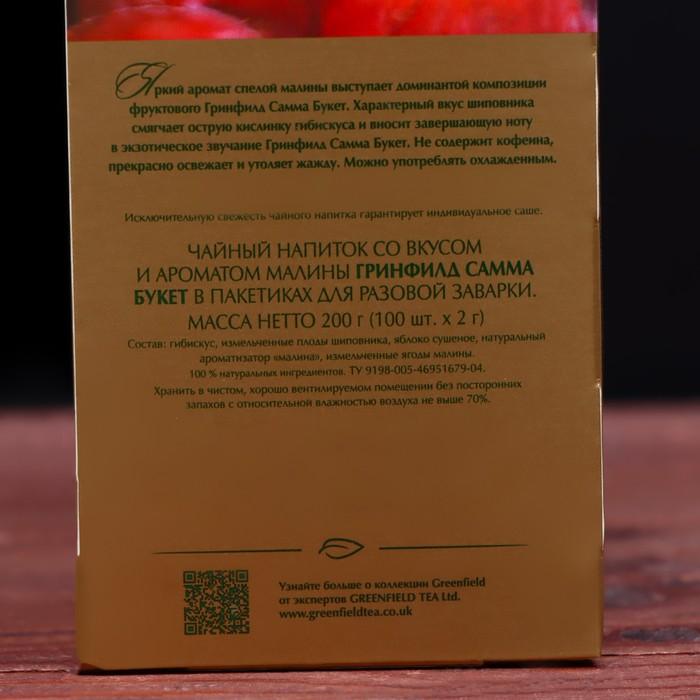 Яркий аромат спелой малины выступает доминантой композиции
фруктового Гринфилд Самма Букет. Характерный вкус шиповника
смягчает острую кислинку гибискуса и вносит завершающую ноту
в экзотическое звучание Гринфилд Самма Букет. Не содержит кофеина,
прекрасно освежает и утоляет жажду. Можно употреблять охлажденным.
Исключительную свежесть чайного напитка гарантирует индивидуальное саше.
ЧАЙНЫЙ НАПИТОК СО ВКУСОМ
И АРОМАТОМ МАЛИНЫ ГРИНФИЛД САММА
БУКЕТ В ПАКЕТИКАХ ДЛЯ РАЗОВОЙ ЗАВАРКИ.
МАССА НЕТТО 200 г (100 шт. х 2 г)
Состав: гибискус, измельченные плоды шиповника, яблоко сушеное, натуральный
ароматизатор «малина», измельченные ягоды малины.
100 % натуральных ингредиентов. ТУ 9198-005-46951679-04.
Хранить в чистом, хорошо вентилируемом помещении без посторонних
запахов с относительной влажностью воздуха не выше 70%.
Узнайте больше о коллекции Greenfield
от экспертов GREENFIELD TEA Ltd.
www.greenfieldtea.co.uk